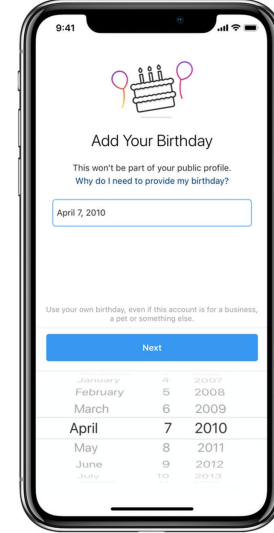 9:41
Add Your Birthday
This won't be part of your public profile.
Why do I need to provide my birthday?
April 7, 2010
Use your own birthday, even if this account is for a business,
a pet or something else.
Next
January 4 2007
February 5 2008
March 6 2009
April 7 2010
May 8 2011
June 9 2012
July 10 2013